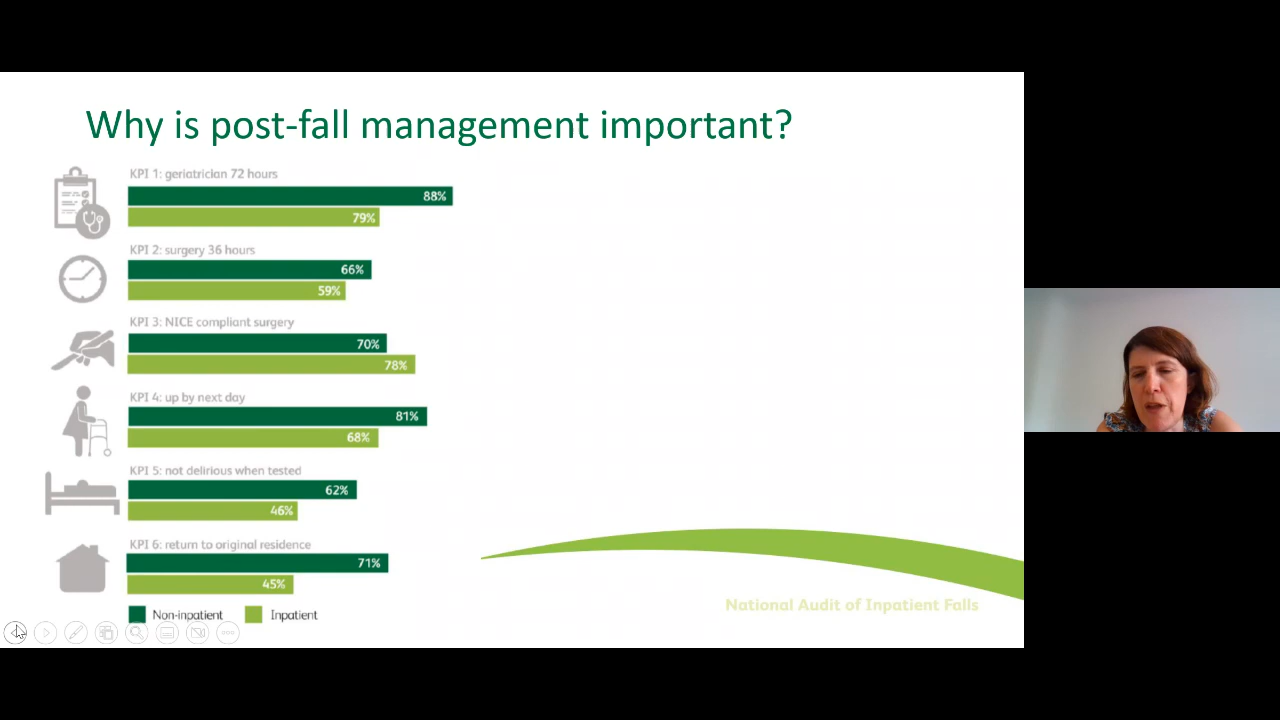 Why is post-fall management important?
KPI 1: geriatrician 72 hours
88%
79%
KPI 2: surgery 36 hours
66%
59%
KPI 3: NICE compliant surgery
70%
78%
KPI 4: up by next day
81%
68%
KPI 5: not delirious when tested
62%
46%
KPI 6: return to original residence
71%
45%
Non-inpatient Inpatient
National Audit of Inpatient Falls